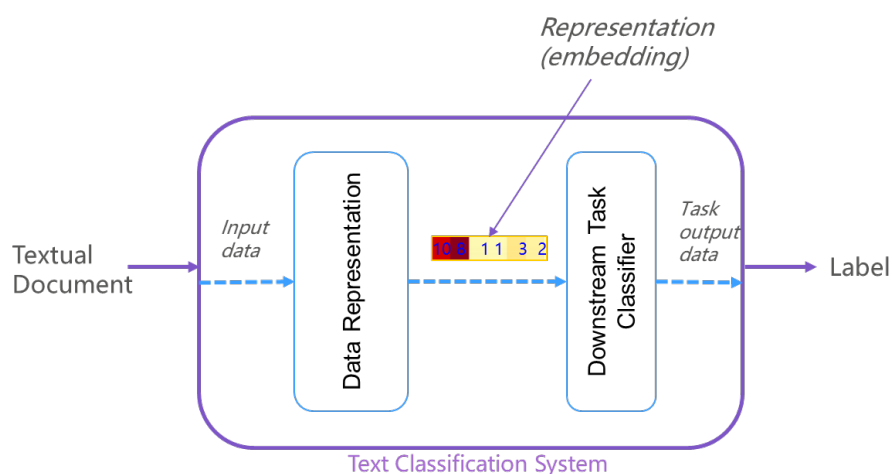 Representation
(embedding)
Input
data
Textual
Document
Data Representation
10 8 1 1 3 2
Downstream Task
Classifier
Task
output
data
Label
Text Classification System